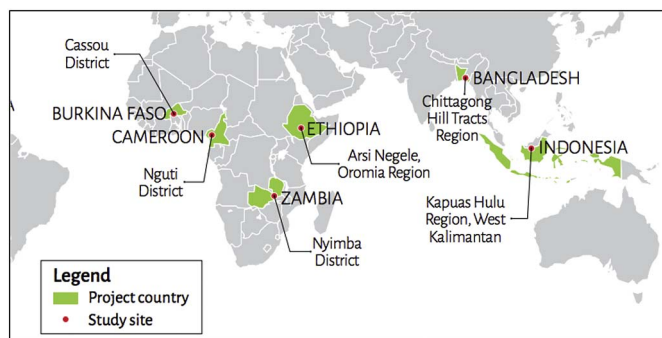 Cassou
District
BURKINA FASO
CAMEROON
Nguti
District
ETHIOPIA
Arsi Negele,
Oromia Region
ZAMBIA
Nyimba
District
BANGLADESH
Chittagong
Hill Tracts
Region
INDONESIA
Kapuas Hulu
Region, West
Kalimantan
Legend
Project country
Study site